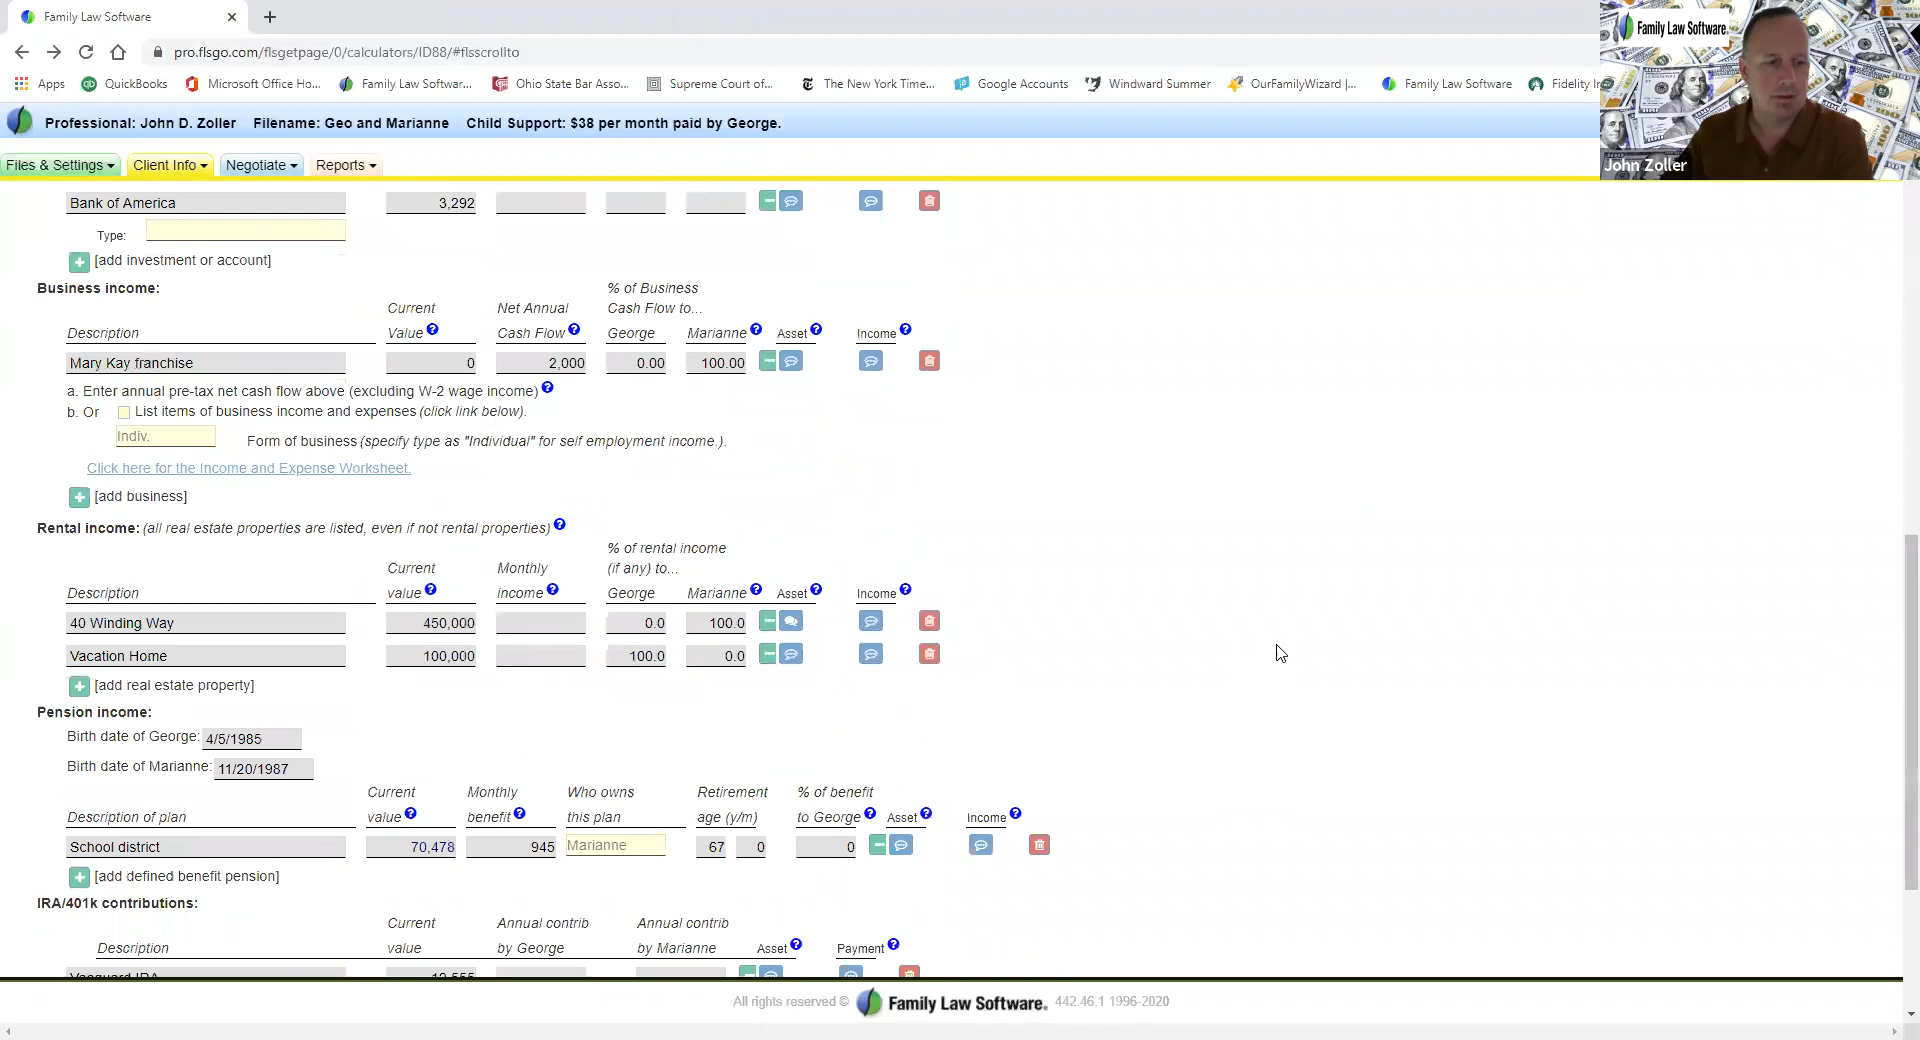 Family Law Software
pro.flsgo.com/flsgetpage/0/calculators/ID88/#flsscrollto
Apps QuickBooks Microsoft Office Ho... Family Law Softwar... Ohio State Bar Asso... Supreme Court of... The New York Time... Google Accounts Windward Summer OurFamilyWizard |... Family Law Software Fidelity
Family Law Software.
John Zoller
Professional: John D. Zoller Filename: Geo and Marianne Child Support: $38 per month paid by George.
Files & Settings Client Info Negotiate Reports
Bank of America 3,292
Type:
[add investment or account]
Business income:
% of Business
Current Net Annual Cash Flow to...
Description Value Cash Flow George Marianne Asset Income
Mary Kay franchise 0 2,000 0.00 100.00
a. Enter annual pre-tax net cash flow above (excluding W-2 wage income)
b. Or List items of business income and expenses (click link below).
Indiv. Form of business (specify type as "Individual" for self employment income.).
Click here for the Income and Expense Worksheet.
[add business]
Rental income: (all real estate properties are listed, even if not rental properties)
% of rental income
Current Monthly (if any) to...
Description value income George Marianne Asset Income
40 Winding Way 450,000 0.0 100.0
Vacation Home 100,000 100.0 0.0
[add real estate property]
Pension income:
Birth date of George: 4/5/1985
Birth date of Marianne: 11/20/1987
Current Monthly Who owns Retirement % of benefit
Description of plan value benefit this plan age (y/m) to George Asset Income
School district 70,478 945 Marianne 67 0 0
[add defined benefit pension]
IRA/401k contributions:
Current Annual contrib Annual contrib
Description value by George by Marianne Asset Payment
Vanguard IRA 12,555
All rights reserved © Family Law Software. 442.46.1 1996-2020